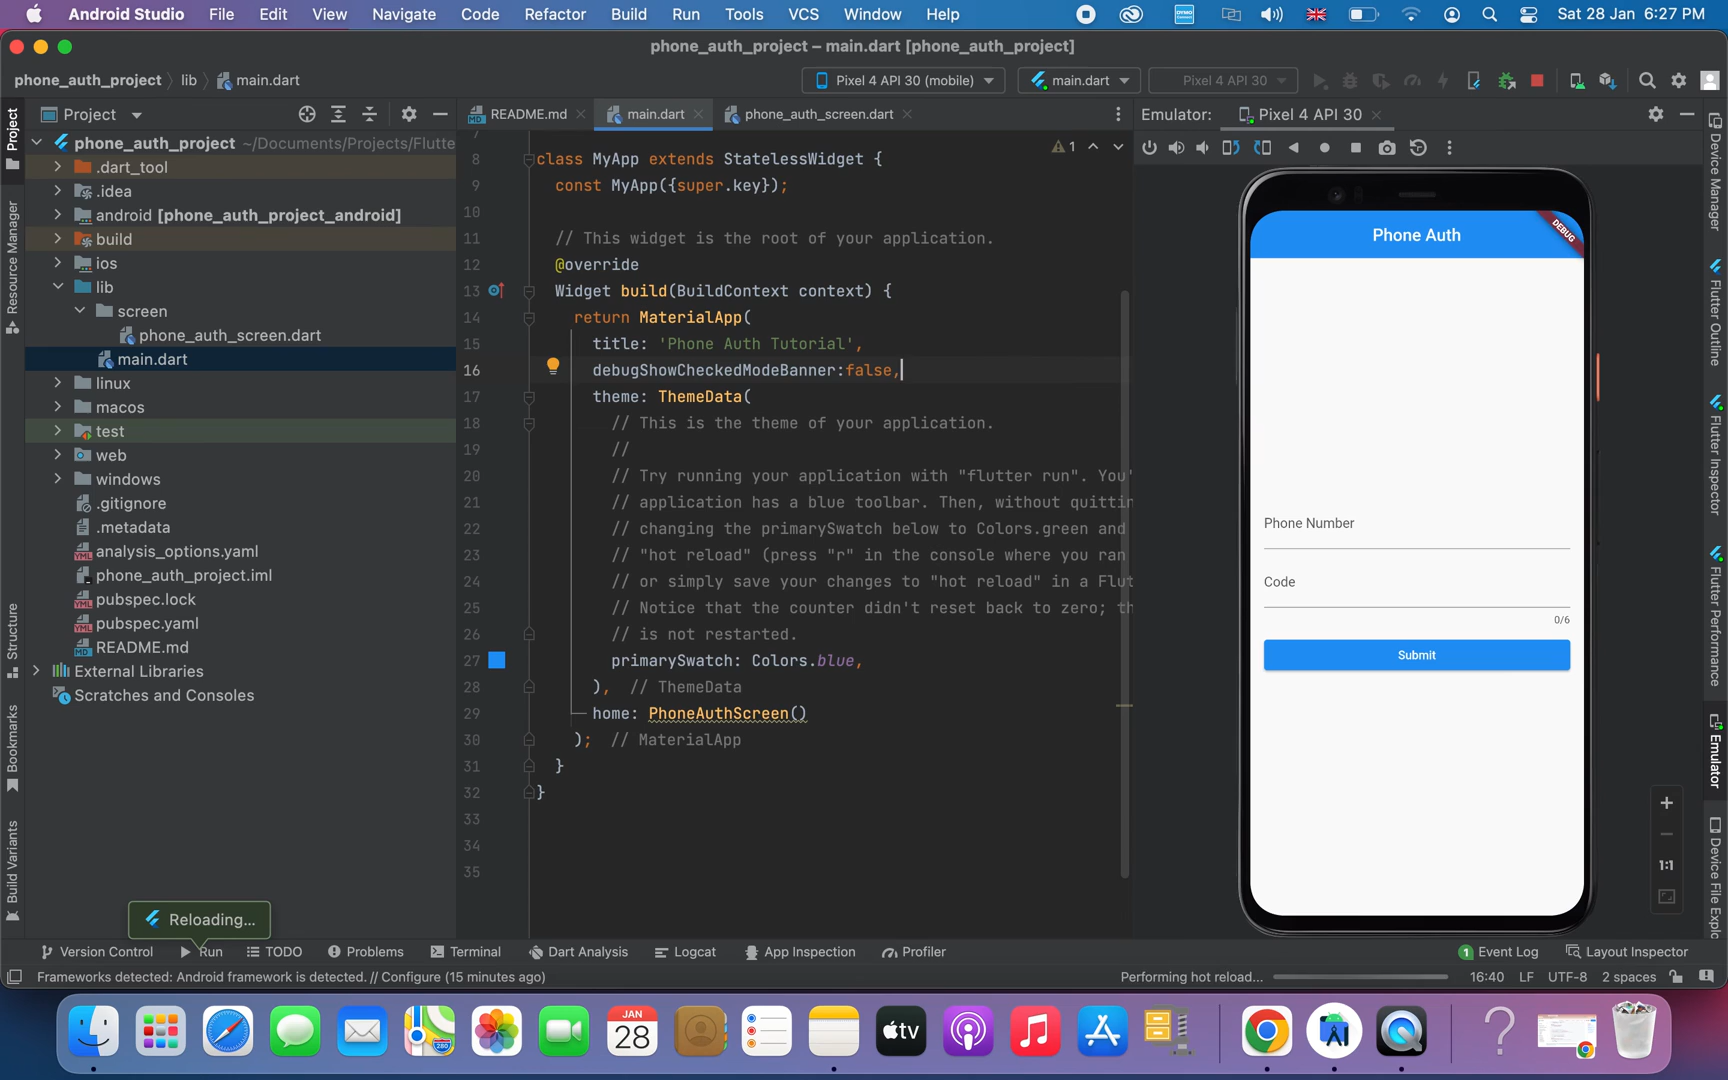 Android Studio File Edit View Navigate Code Refactor Build Run Tools VCS Window Help DYMO Sat 28 Jan 6:27 PM
phone_auth_project – main.dart [phone_auth_project]
phone_auth_project lib main.dart Pixel 4 API 30 (mobile) main.dart Pixel 4 API 30
Project README.md main.dart phone_auth_screen.dart Emulator: Pixel 4 API 30
phone_auth_project ~/Documents/Projects/Flutte
.dart_tool
.idea
android [phone_auth_project_android]
build
ios
lib
screen
phone_auth_screen.dart
main.dart
linux
macos
test
web
windows
.gitignore
.metadata
analysis_options.yaml
phone_auth_project.iml
pubspec.lock
pubspec.yaml
README.md
External Libraries
Scratches and Consoles
Project
Resource Manager
Structure
Bookmarks
Build Variants
7
1
8 class MyApp extends StatelessWidget {
9 const MyApp({super.key});
10
11 // This widget is the root of your application.
12 @override
13 Widget build(BuildContext context) {
14 return MaterialApp(
15 title: 'Phone Auth Tutorial',
16 debugShowCheckedModeBanner:false,
17 theme: ThemeData(
18 // This is the theme of your application.
19 //
20 // Try running your application with "flutter run". You'
21 // application has a blue toolbar. Then, without quittin
22 // changing the primarySwatch below to Colors.green and
23 // "hot reload" (press "r" in the console where you ran
24 // or simply save your changes to "hot reload" in a Flut
25 // Notice that the counter didn't reset back to zero; th
26 // is not restarted.
27 primarySwatch: Colors.blue,
28 ), // ThemeData
29 home: PhoneAuthScreen()
30 ); // MaterialApp
31 }
32 }
33
34
35
Phone Auth
DEBUG
Phone Number
Code
0/6
Submit
1:1
Device Manager
Flutter Outline
Flutter Inspector
Flutter Performance
Emulator
Device File Explo
Reloading...
Version Control Run TODO Problems Terminal Dart Analysis Logcat App Inspection Profiler 1 Event Log Layout Inspector
Frameworks detected: Android framework is detected. // Configure (15 minutes ago) Performing hot reload... 16:40 LF UTF-8 2 spaces
JAN
28
280
tv
?